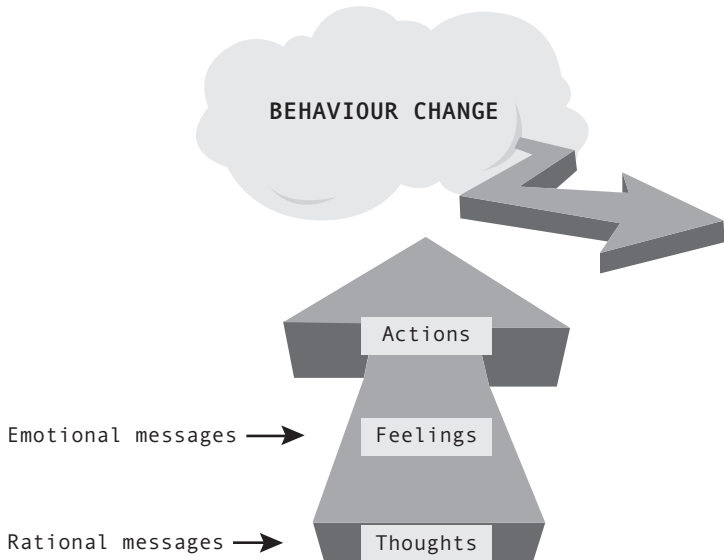 BEHAVIOUR CHANGE
Actions
Emotional messages
Feelings
Rational messages
Thoughts